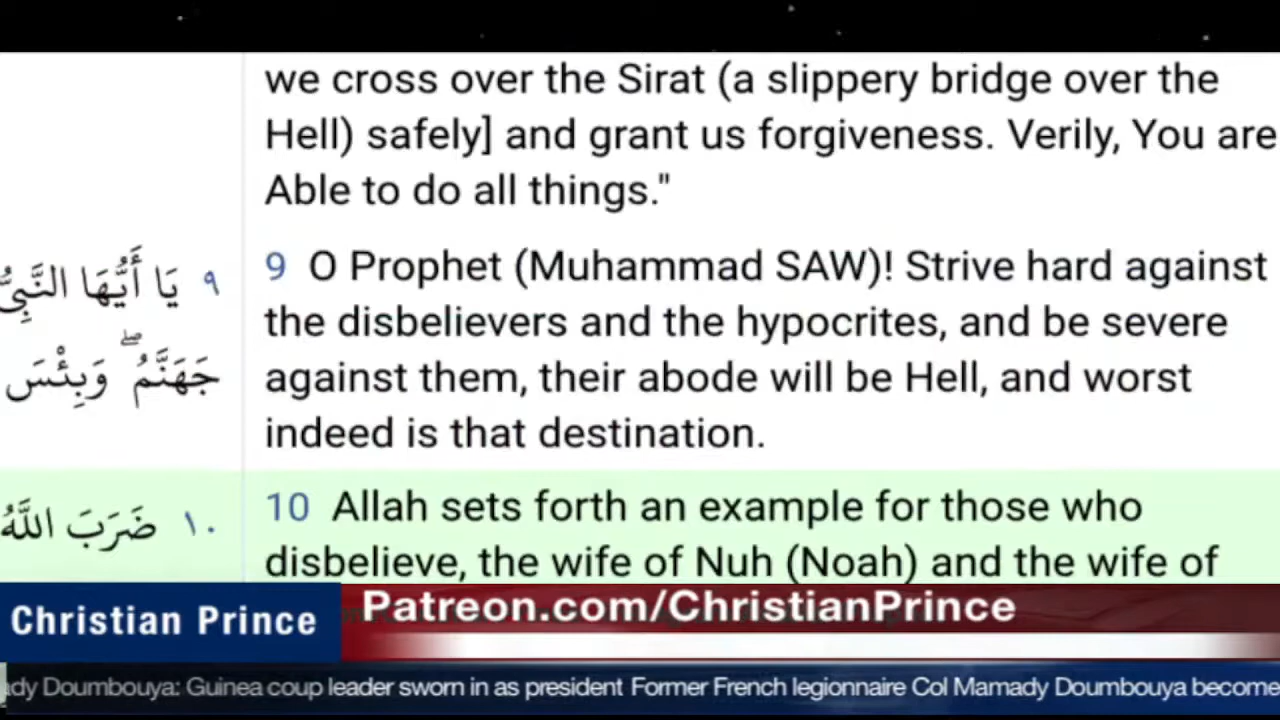 we cross over the Sirat (a slippery bridge over the
Hell) safely] and grant us forgiveness. Verily, You are
Able to do all things."
يَا أَيُّهَا النَّبِيُّ ٩
جَهَنَّمُ ۖ وَبِئْسَ
9 O Prophet (Muhammad SAW)! Strive hard against
the disbelievers and the hypocrites, and be severe
against them, their abode will be Hell, and worst
indeed is that destination.
ضَرَبَ اللَّهُ ١٠
10 Allah sets forth an example for those who
disbelieve, the wife of Nuh (Noah) and the wife of
Christian Prince
Patreon.com/ChristianPrince
dy Doumbouya: Guinea coup leader sworn in as president Former French legionnaire Col Mamady Doumbouya become